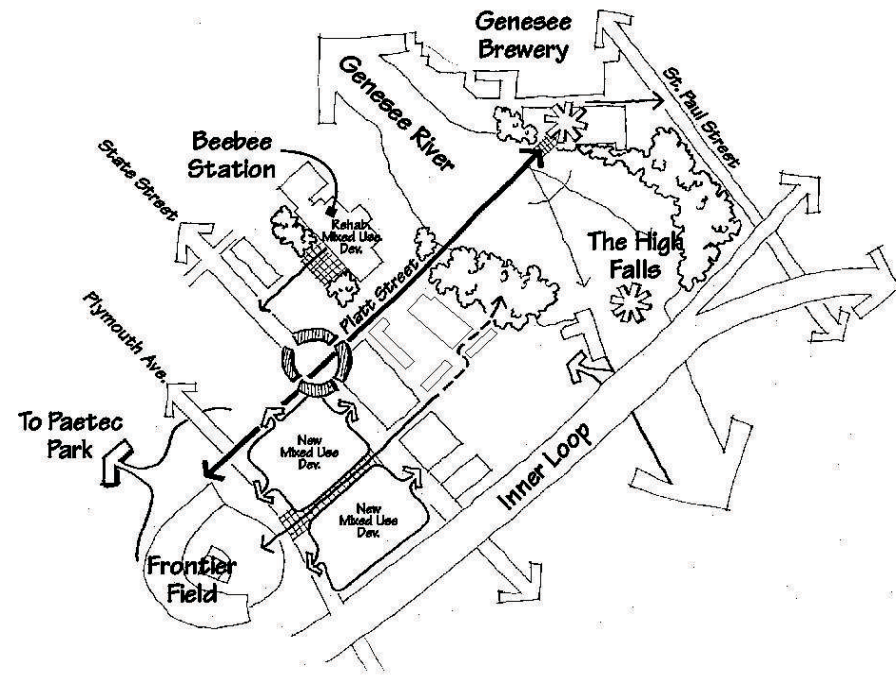 Genesee
Brewery
Genesee River
St. Paul Street
Beebee
Station
State Street
Rehab
Mixed Use
Dev.
The High
Falls
Platt Street
Plymouth Ave.
To Paetec
Park
New
Mixed Use
Dev.
Inner Loop
New
Mixed Use
Dev.
Frontier
Field